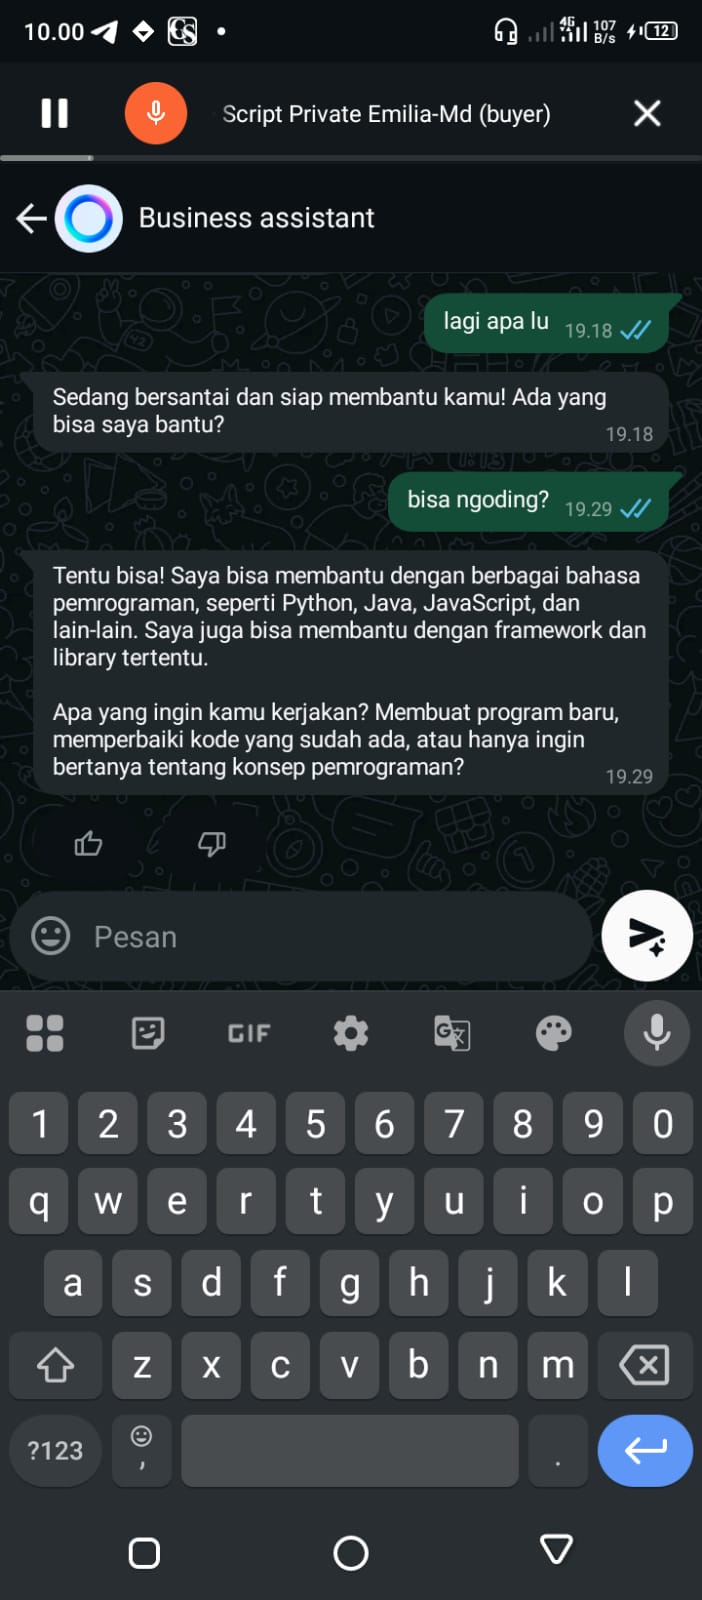 10.00
4G
107
B/s
12
Script Private Emilia-Md (buyer)
Business assistant
lagi apa lu 19.18
Sedang bersantai dan siap membantu kamu! Ada yang
bisa saya bantu?
19.18
bisa ngoding? 19.29
Tentu bisa! Saya bisa membantu dengan berbagai bahasa
pemrograman, seperti Python, Java, JavaScript, dan
lain-lain. Saya juga bisa membantu dengan framework dan
library tertentu.
Apa yang ingin kamu kerjakan? Membuat program baru,
memperbaiki kode yang sudah ada, atau hanya ingin
bertanya tentang konsep pemrograman?
19.29
Pesan
GIF
1 2 3 4 5 6 7 8 9 0
q w e r t y u i o p
a s d f g h j k l
z x c v b n m
?123 , .